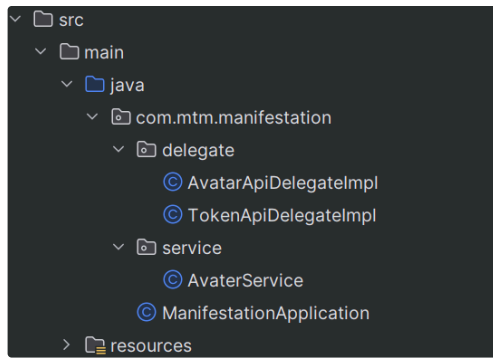 src
main
java
com.mtm.manifestation
delegate
AvatarApiDelegateImpl
TokenApiDelegateImpl
service
AvaterService
ManifestationApplication
resources